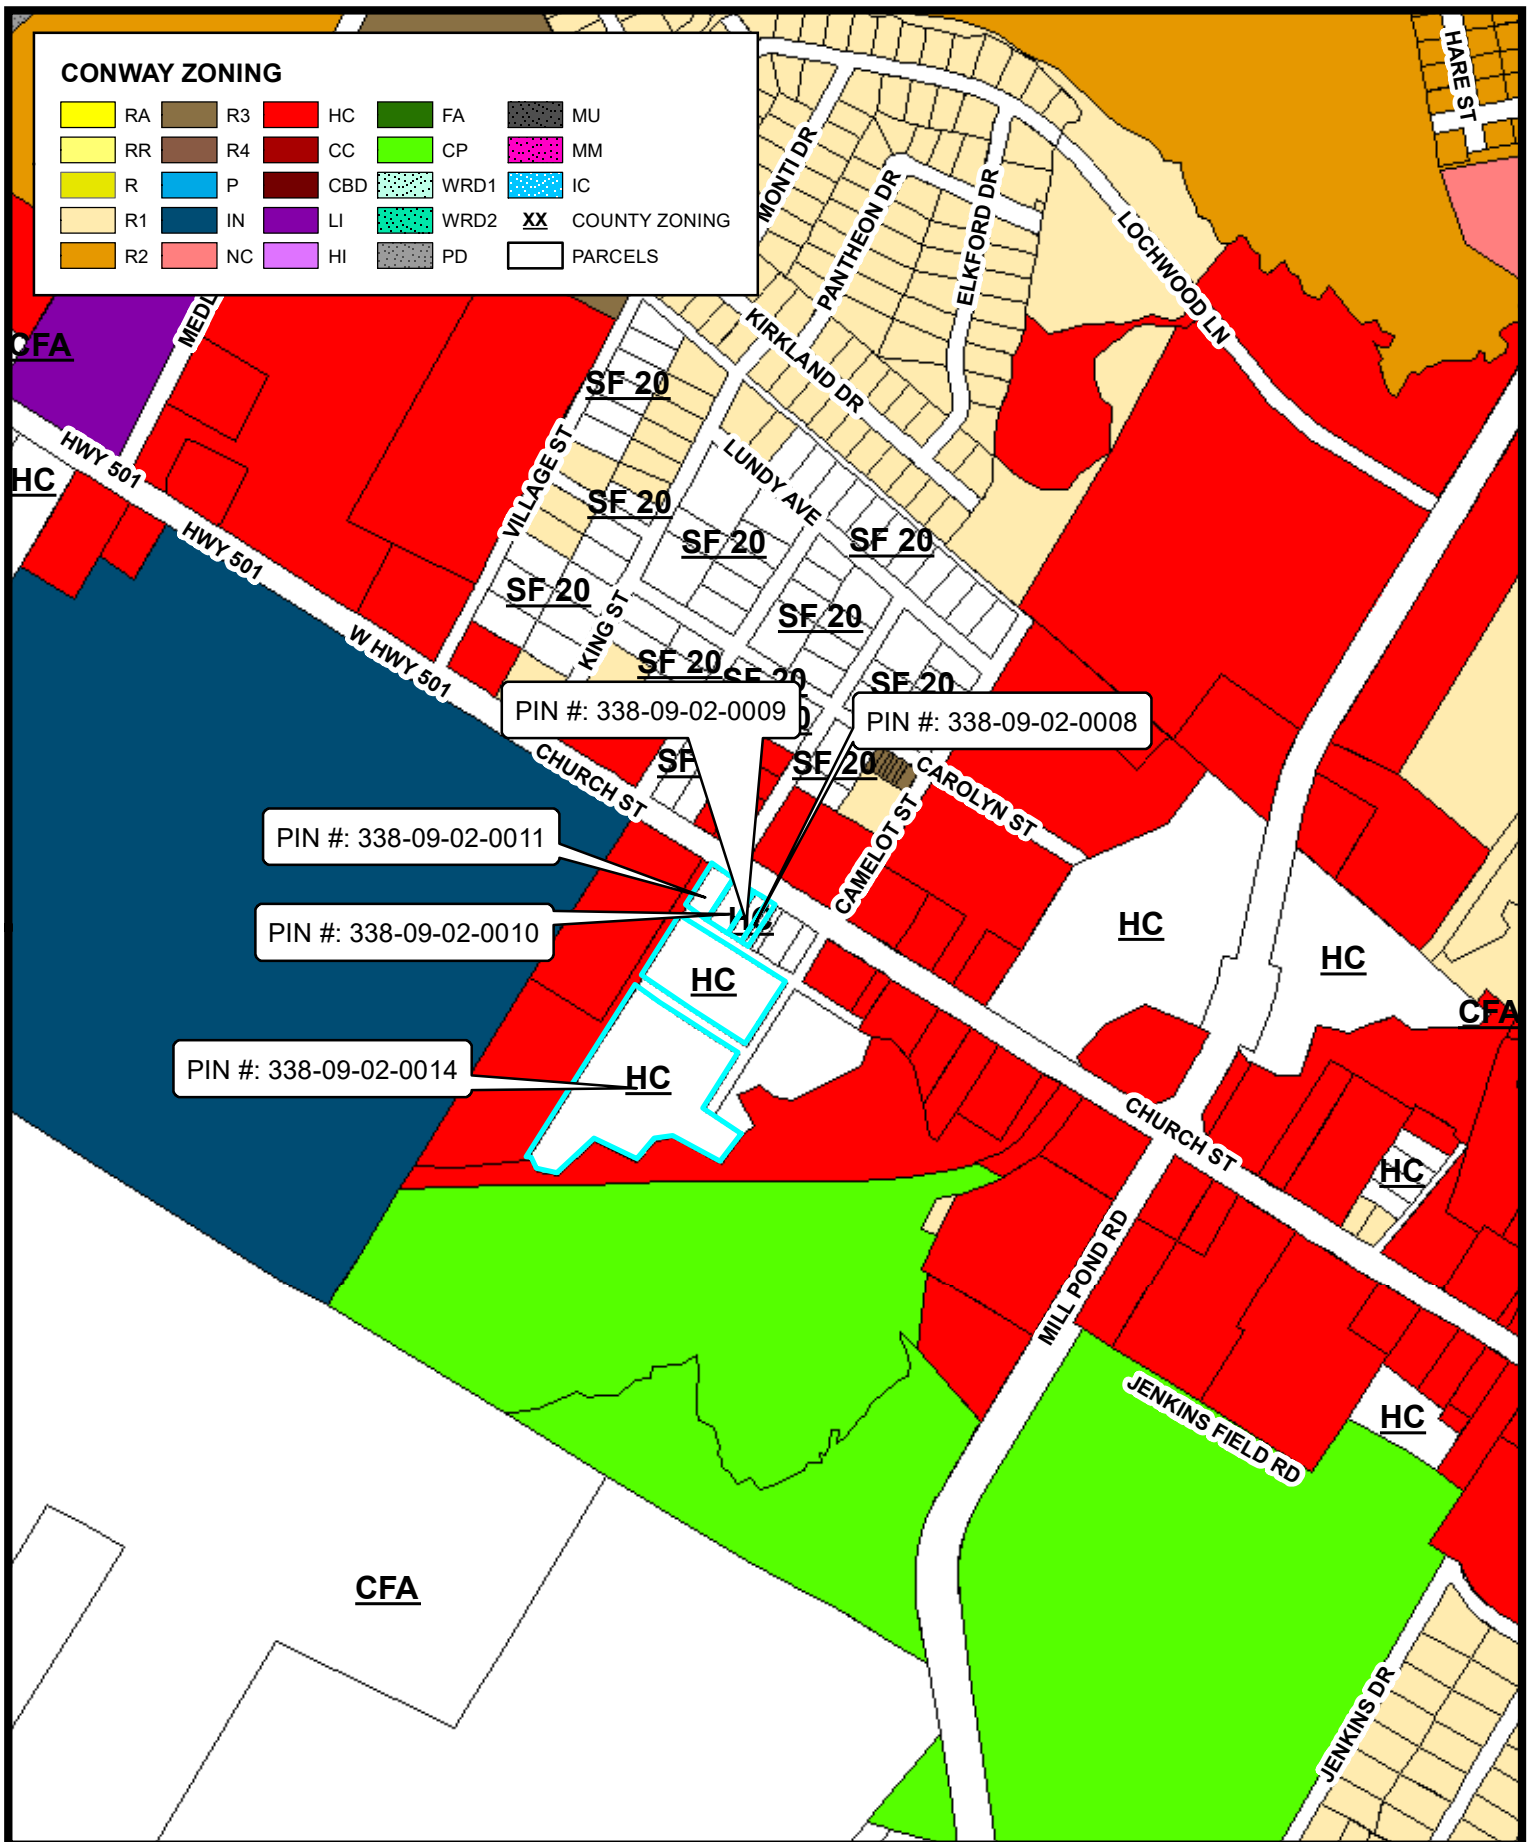 CONWAY ZONING
RA R3 HC FA MU
RR R4 CC CP MM
R P CBD WRD1 IC
R1 IN LI WRD2 XX COUNTY ZONING
R2 NC HI PD PARCELS
HARE ST
MONTI DR
PANTHEON DR
ELKFORD DR
LOCHWOOD LN
KIRKLAND DR
MEDL
CFA
SF 20
HWY 501
HC
VILLAGE ST
LUNDY AVE
SF 20
SF 20
SF 20
HWY 501
SF 20
KING ST
SF 20
W HWY 501
SF 20
SF 20
SF 20
PIN #: 338-09-02-0009
PIN #: 338-09-02-0008
0
CHURCH ST
SF
SF 20
CAROLYN ST
CAMELOT ST
PIN #: 338-09-02-0011
PIN #: 338-09-02-0010
HC
HC
HC
HC
CFA
PIN #: 338-09-02-0014
HC
CHURCH ST
HC
MILL POND RD
JENKINS FIELD RD
HC
CFA
JENKINS DR